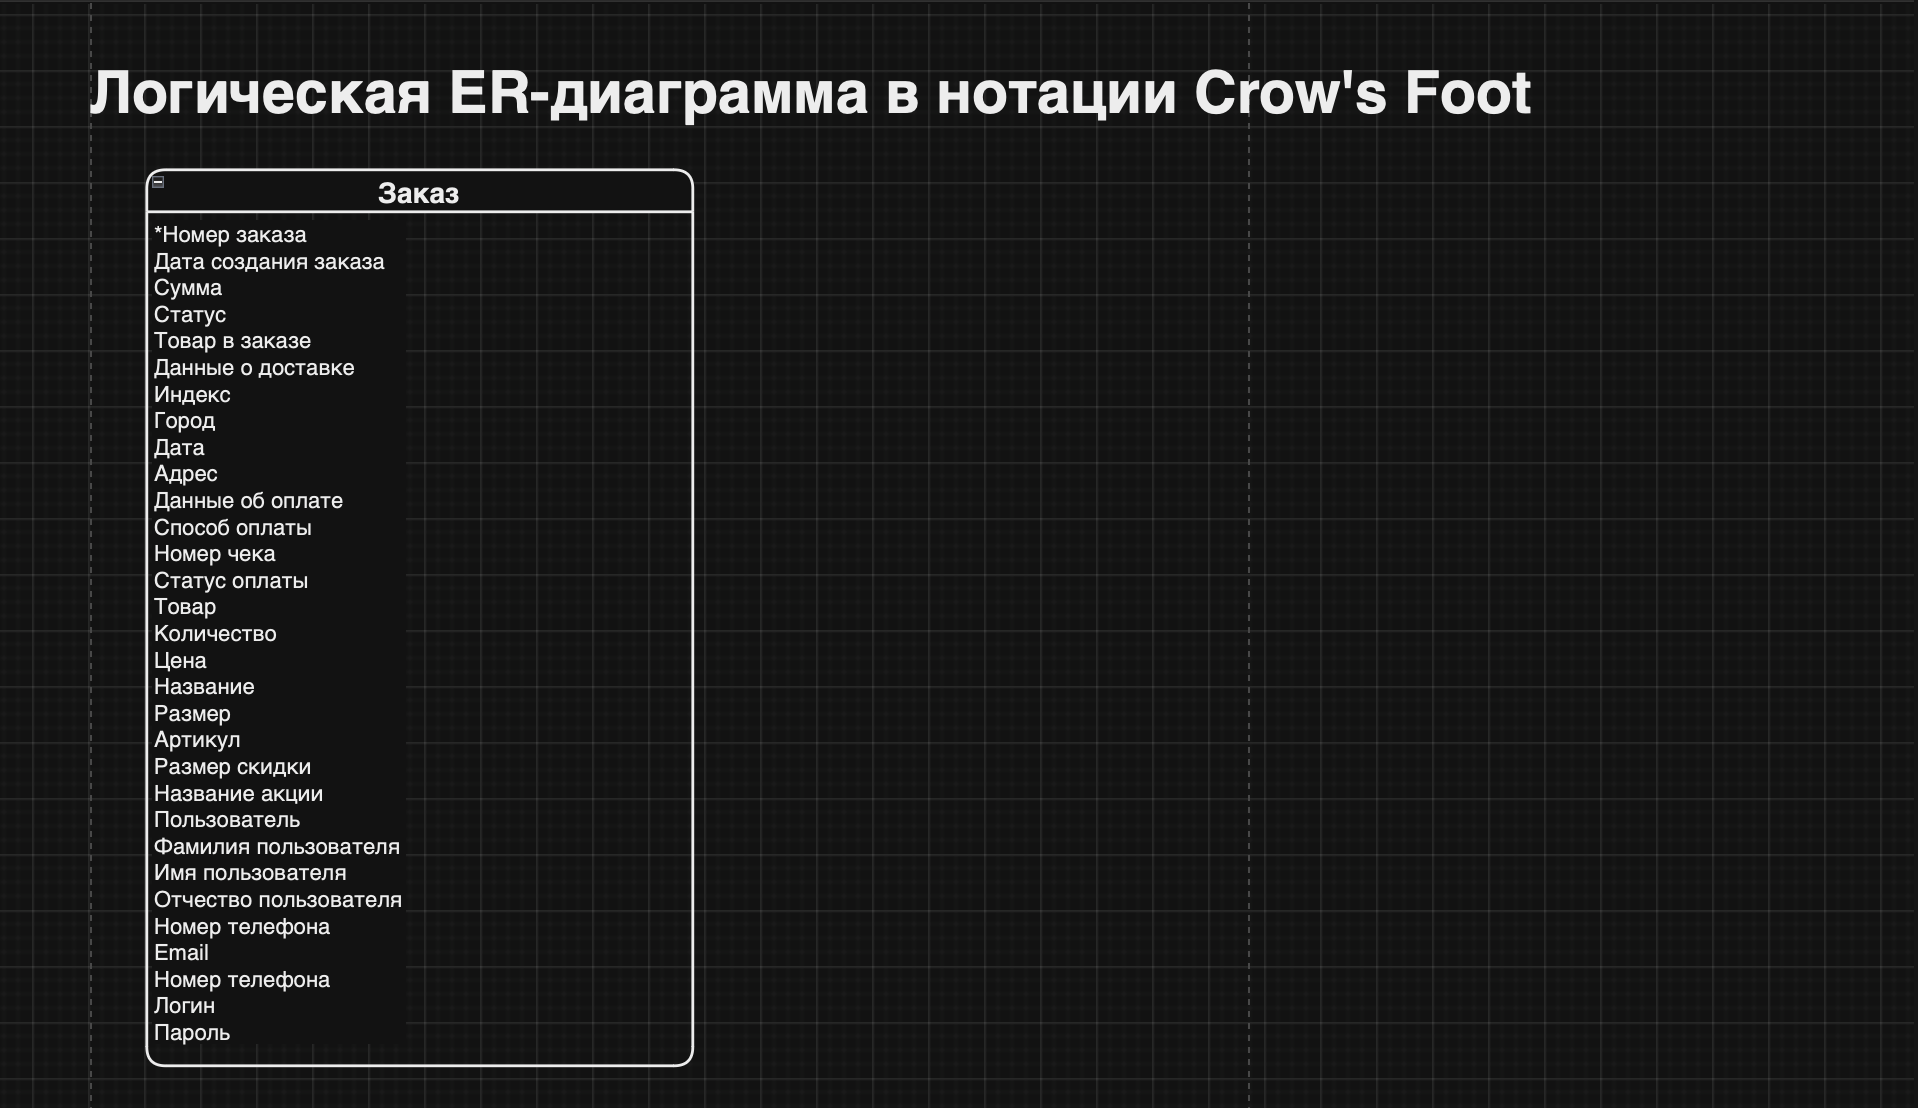 Логическая ER-диаграмма в нотации Crow's Foot
Заказ
*Номер заказа
Дата создания заказа
Сумма
Статус
Товар в заказе
Данные о доставке
Индекс
Город
Дата
Адрес
Данные об оплате
Способ оплаты
Номер чека
Статус оплаты
Товар
Количество
Цена
Название
Размер
Артикул
Размер скидки
Название акции
Пользователь
Фамилия пользователя
Имя пользователя
Отчество пользователя
Номер телефона
Email
Номер телефона
Логин
Пароль